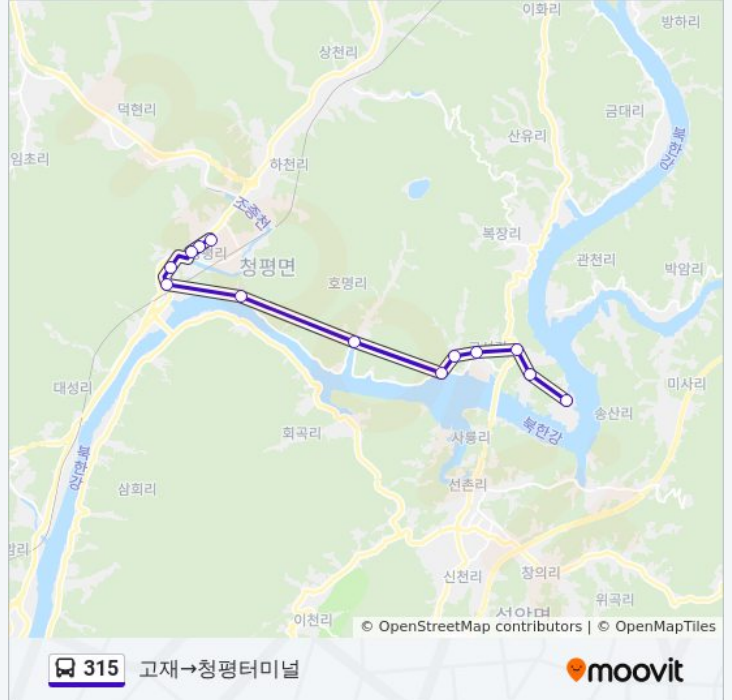 이화리
방하리
상천리
덕현리
금대리
산유리
북한강
임초리
하천리
조종천
복장리
청평면
관천리
박암리
호명리
대성리
미사리
송산리
회곡리
사룡리
북한강
북한강
삼회리
선촌리
신천리
창의리
위곡리
이천리
설악면
© OpenStreetMap contributors | © OpenMapTiles
315 고재→청평터미널
moovit